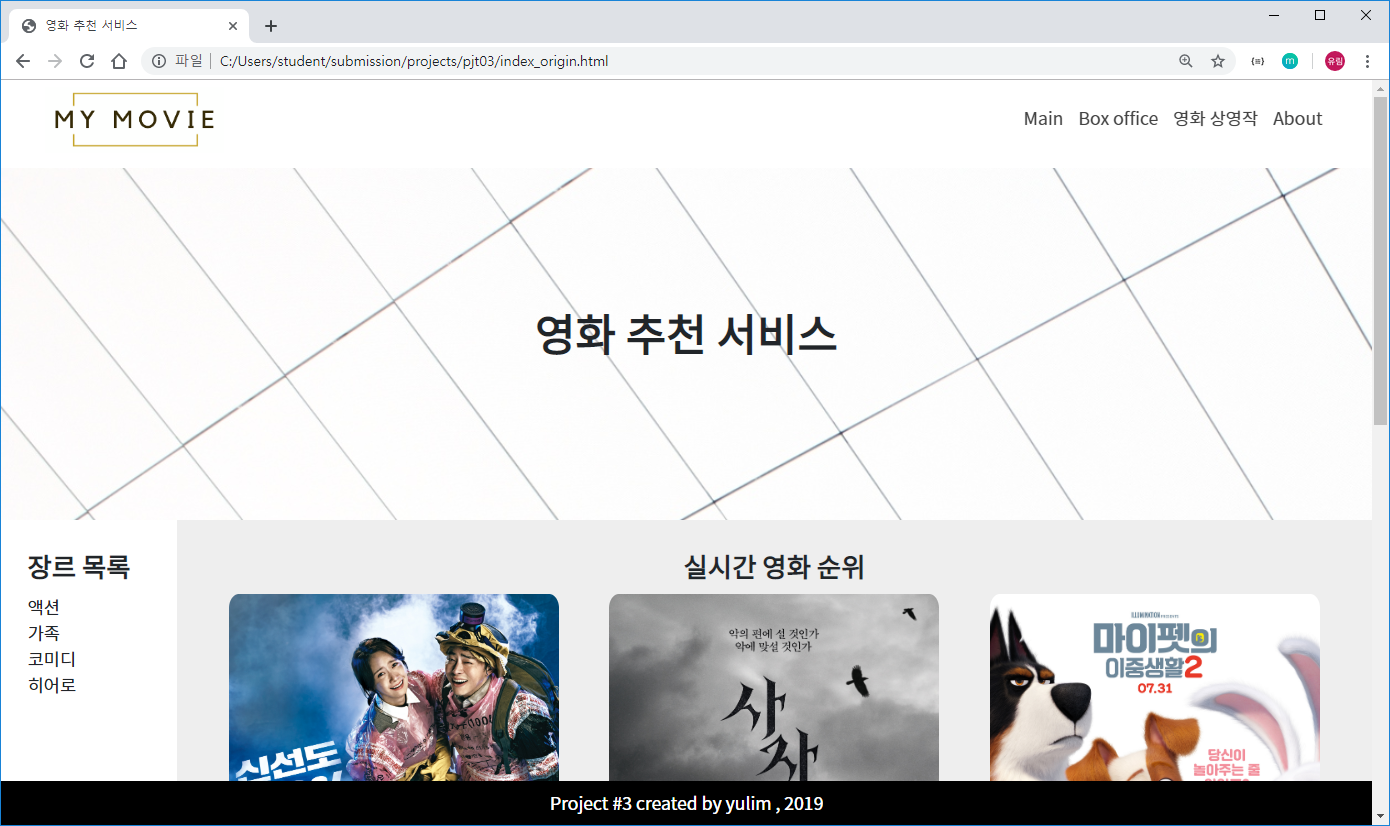 영화 추천 서비스
파일
C:/Users/student/submission/projects/pjt03/index_origin.html
m
유림
MY MOVIE
Main Box office 영화 상영작 About
영화 추천 서비스
장르 목록
액션
가족
코미디
히어로
실시간 영화 순위
신선도
악의 편에 설 것인가
악에 맞설 것인가
사자
ILLUMINATION
마이펫의
이중생활2
07.31
당신이
놀아주는 줄
Project #3 created by yulim , 2019